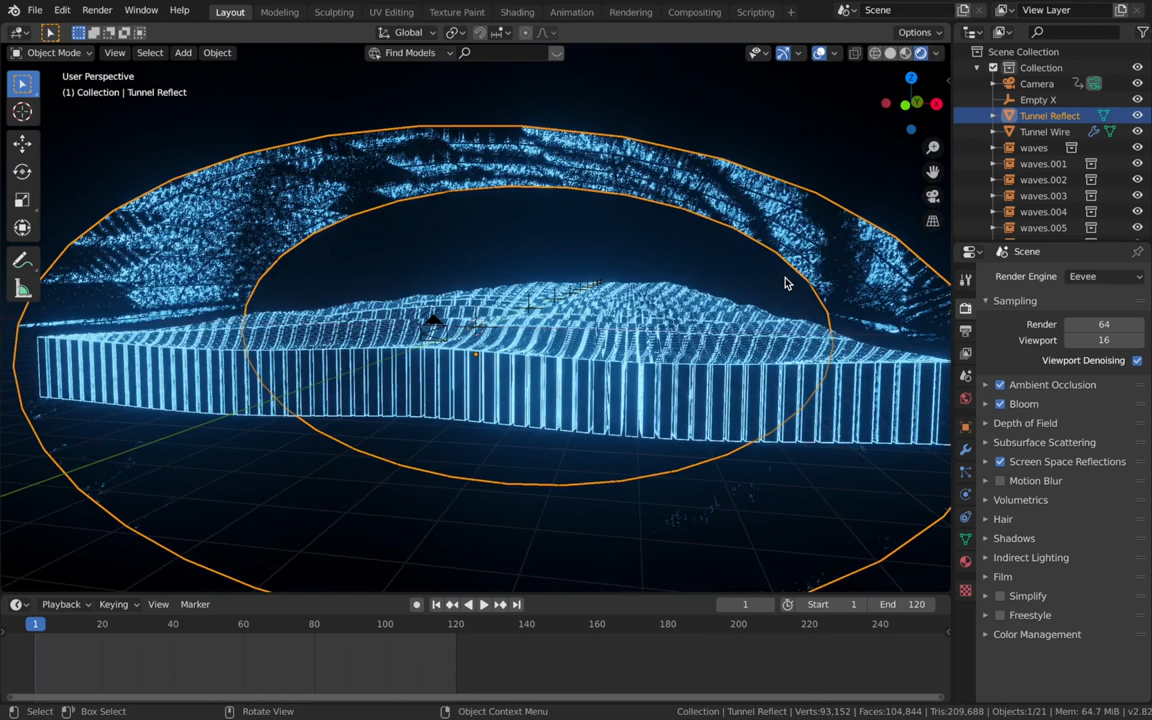 File Edit Render Window Help Layout Modeling Sculpting UV Editing Texture Paint Shading Animation Rendering Compositing Scripting + Scene View Layer
Global Options
Object Mode View Select Add Object Find Models
User Perspective
(1) Collection | Tunnel Reflect
X
Y
Z
Scene Collection
Collection
Camera
Empty X
Tunnel Reflect
Tunnel Wire
waves
waves.001
waves.002
waves.003
waves.004
waves.005
Scene
Render Engine Eevee
Sampling
Render 64
Viewport 16
Viewport Denoising
Ambient Occlusion
Bloom
Depth of Field
Subsurface Scattering
Screen Space Reflections
Motion Blur
Volumetrics
Hair
Shadows
Indirect Lighting
Film
Simplify
Freestyle
Color Management
Playback Keying View Marker 1 Start 1 End 120
1 20 40 60 80 100 120 140 160 180 200 220 240
Select Box Select Rotate View Object Context Menu Collection | Tunnel Reflect | Verts:93,152 | Faces:104,844 | Tris:209,688 | Objects:1/21 | Mem: 64.7 MiB | v2.82